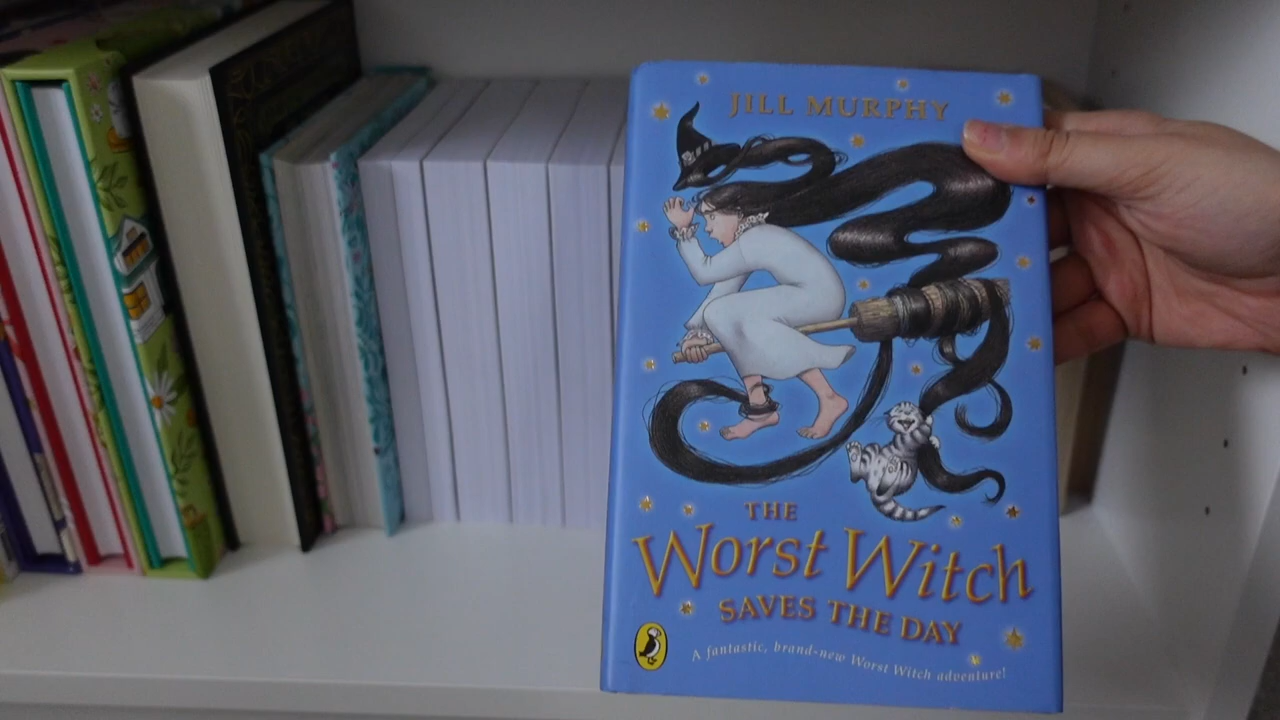 JILL MURPHY
THE
Worst Witch
SAVES THE DAY
A fantastic, brand-new Worst Witch adventure!